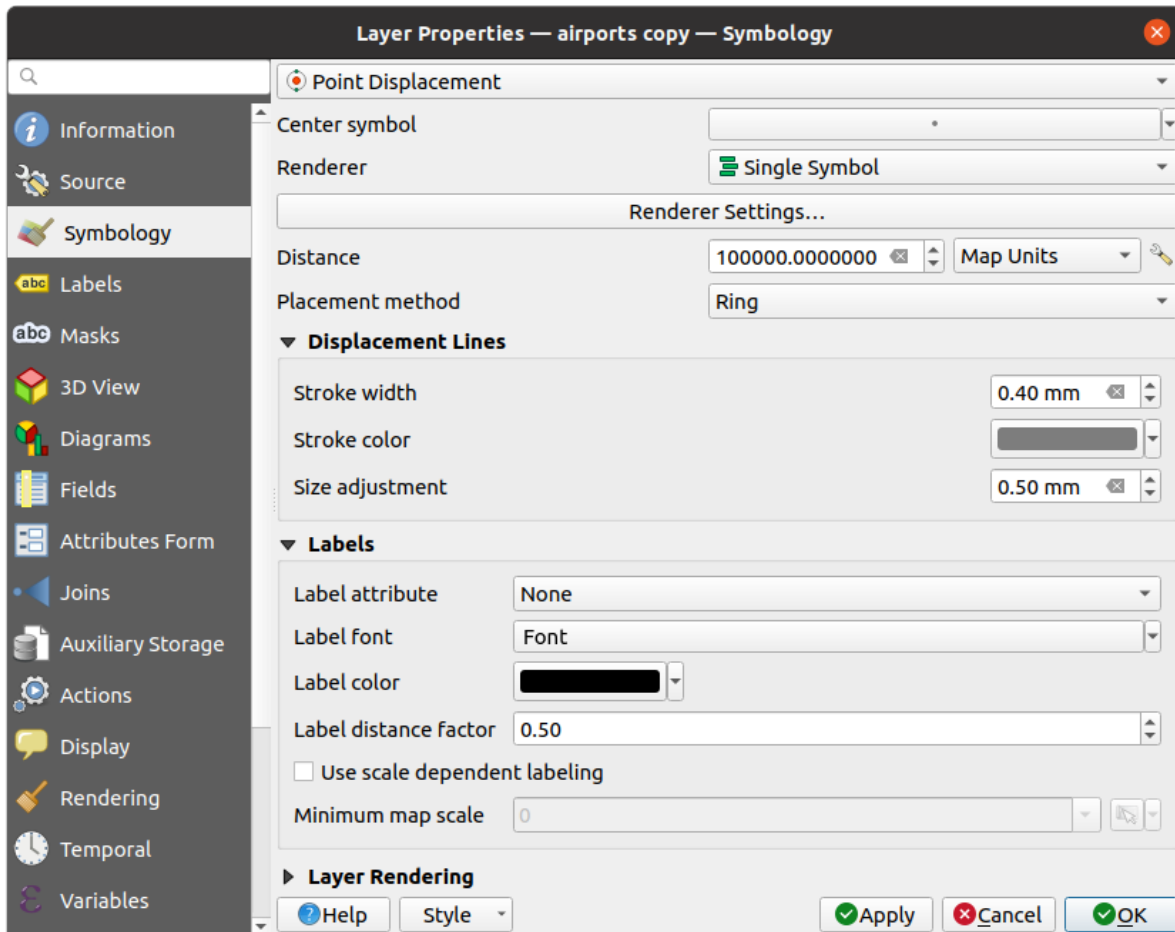 Layer Properties — airports copy — Symbology
Information
Source
Symbology
abc Labels
abc Masks
3D View
Diagrams
Fields
Attributes Form
Joins
Auxiliary Storage
Actions
Display
Rendering
Temporal
Variables
Point Displacement
Center symbol
Renderer Single Symbol
Renderer Settings...
Distance 100000.0000000 Map Units
Placement method Ring
Displacement Lines
Stroke width 0.40 mm
Stroke color
Size adjustment 0.50 mm
Labels
Label attribute None
Label font Font
Label color
Label distance factor 0.50
Use scale dependent labeling
Minimum map scale 0
Layer Rendering
Help Style Apply Cancel OK